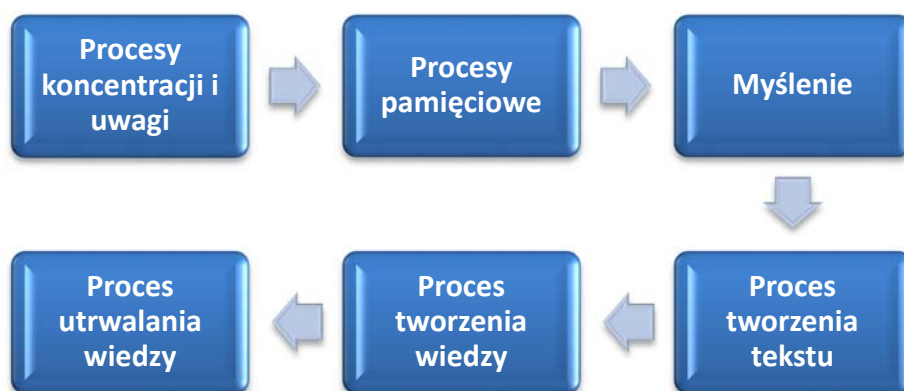 Procesy
koncentracji i
uwagi
Procesy
pamięciowe
Myślenie
Proces
tworzenia
tekstu
Proces
tworzenia
wiedzy
Proces
utrwalania
wiedzy